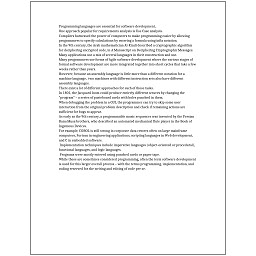 Programming languages are essential for software development.
One approach popular for requirements analysis is Use Case analysis.
Compilers harnessed the power of computers to make programming easier by allowing
programmers to specify calculations by entering a formula using infix notation.
In the 9th century, the Arab mathematician Al-Kindi described a cryptographic algorithm
for deciphering encrypted code, in A Manuscript on Deciphering Cryptographic Messages.
Many applications use a mix of several languages in their construction and use.
Many programmers use forms of Agile software development where the various stages of
formal software development are more integrated together into short cycles that take a few
weeks rather than years.
However, because an assembly language is little more than a different notation for a
machine language, two machines with different instruction sets also have different
assembly languages.
There exist a lot of different approaches for each of those tasks.
In 1801, the Jacquard loom could produce entirely different weaves by changing the
"program" – a series of pasteboard cards with holes punched in them.
When debugging the problem in a GUI, the programmer can try to skip some user
interaction from the original problem description and check if remaining actions are
sufficient for bugs to appear.
As early as the 9th century, a programmable music sequencer was invented by the Persian
Banu Musa brothers, who described an automated mechanical flute player in the Book of
Ingenious Devices.
For example, COBOL is still strong in corporate data centers often on large mainframe
computers, Fortran in engineering applications, scripting languages in Web development,
and C in embedded software.
Implementation techniques include imperative languages (object-oriented or procedural),
functional languages, and logic languages.
Programs were mostly entered using punched cards or paper tape.
While these are sometimes considered programming, often the term software development
is used for this larger overall process – with the terms programming, implementation, and
coding reserved for the writing and editing of code per se.